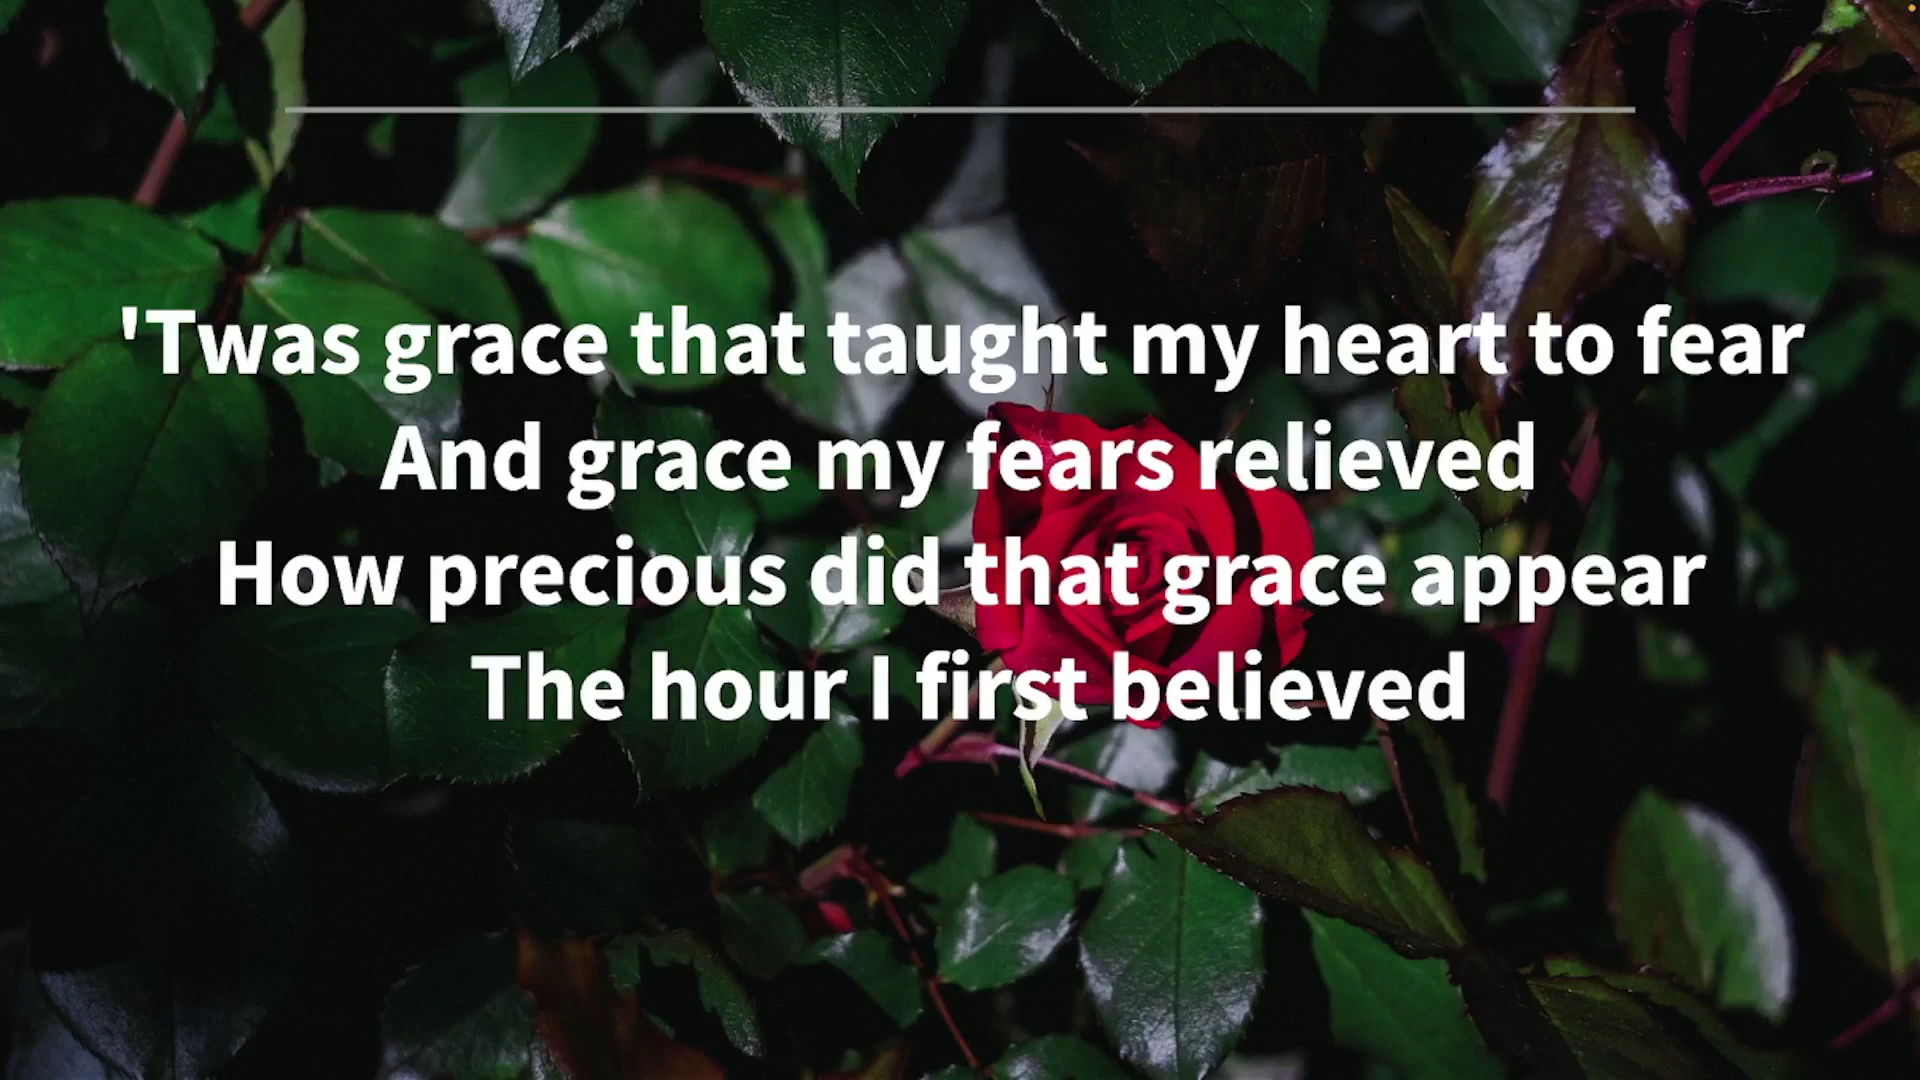 'Twas grace that taught my heart to fear
And grace my fears relieved
How precious did that grace appear
The hour I first believed